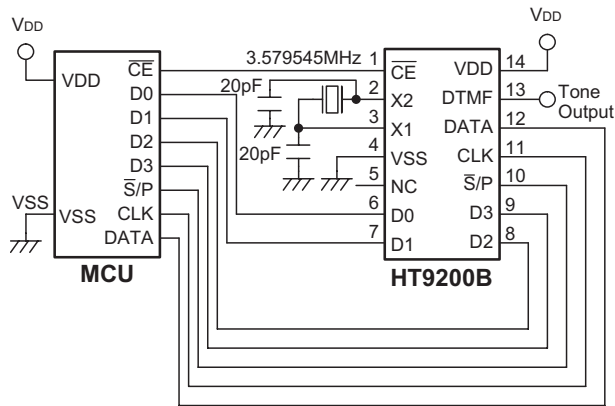 VDD
VDD
VSS
VSS
C̅E̅
D0
D1
D2
D3
S̅/P
CLK
DATA
MCU
3.579545MHz
20pF
20pF
1
2
3
4
5
6
7
C̅E̅
X2
X1
VSS
NC
D0
D1
VDD
VDD
DTMF
DATA
CLK
S̅/P
D3
D2
14
13
12
11
10
9
8
Tone
Output
HT9200B